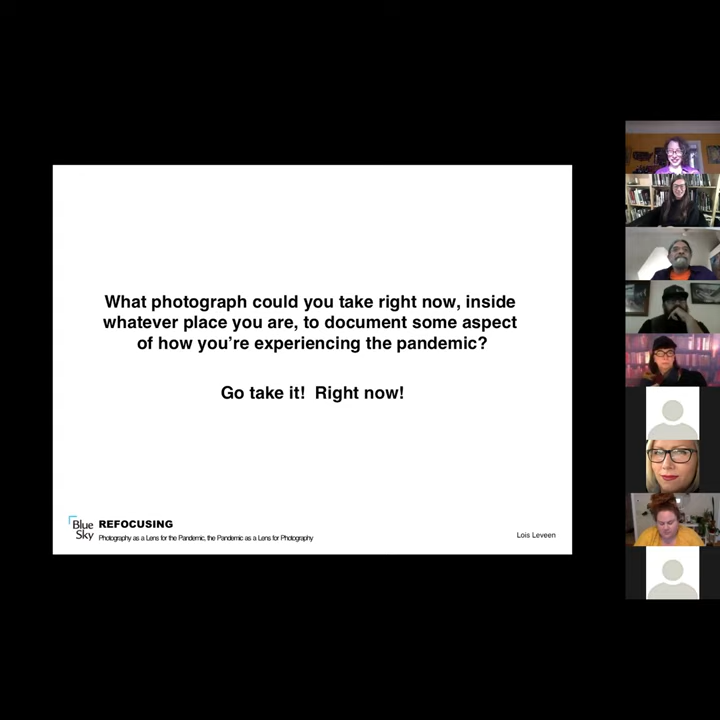 What photograph could you take right now, inside
whatever place you are, to document some aspect
of how you're experiencing the pandemic?
Go take it!  Right now!
Blue
Sky
REFOCUSING
Photography as a Lens for the Pandemic, the Pandemic as a Lens for Photography
Lois Leveen